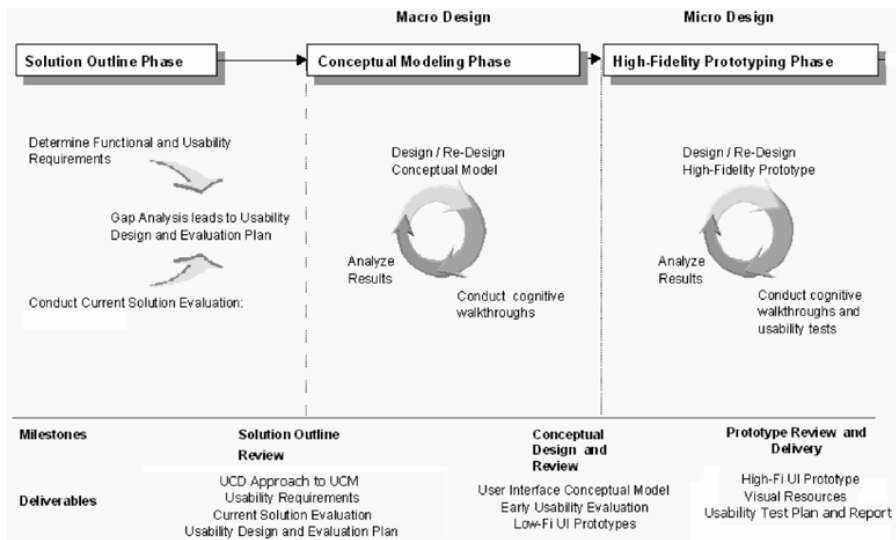 Macro Design
Micro Design
Solution Outline Phase
Conceptual Modeling Phase
High-Fidelity Prototyping Phase
Determine Functional and Usability
Requirements
Gap Analysis leads to Usability
Design and Evaluation Plan
Conduct Current Solution Evaluation:
Design / Re-Design
Conceptual Model
Analyze
Results
Conduct cognitive
walkthroughs
Design / Re-Design
High-Fidelity Prototype
Analyze
Results
Conduct cognitive
walkthroughs and
usability tests
Milestones
Solution Outline
Review
Conceptual
Design and
Review
Prototype Review and
Delivery
Deliverables
UCD Approach to UCM
Usability Requirements
Current Solution Evaluation
Usability Design and Evaluation Plan
User Interface Conceptual Model
Early Usability Evaluation
Low-Fi UI Prototypes
High-Fi UI Prototype
Visual Resources
Usability Test Plan and Report